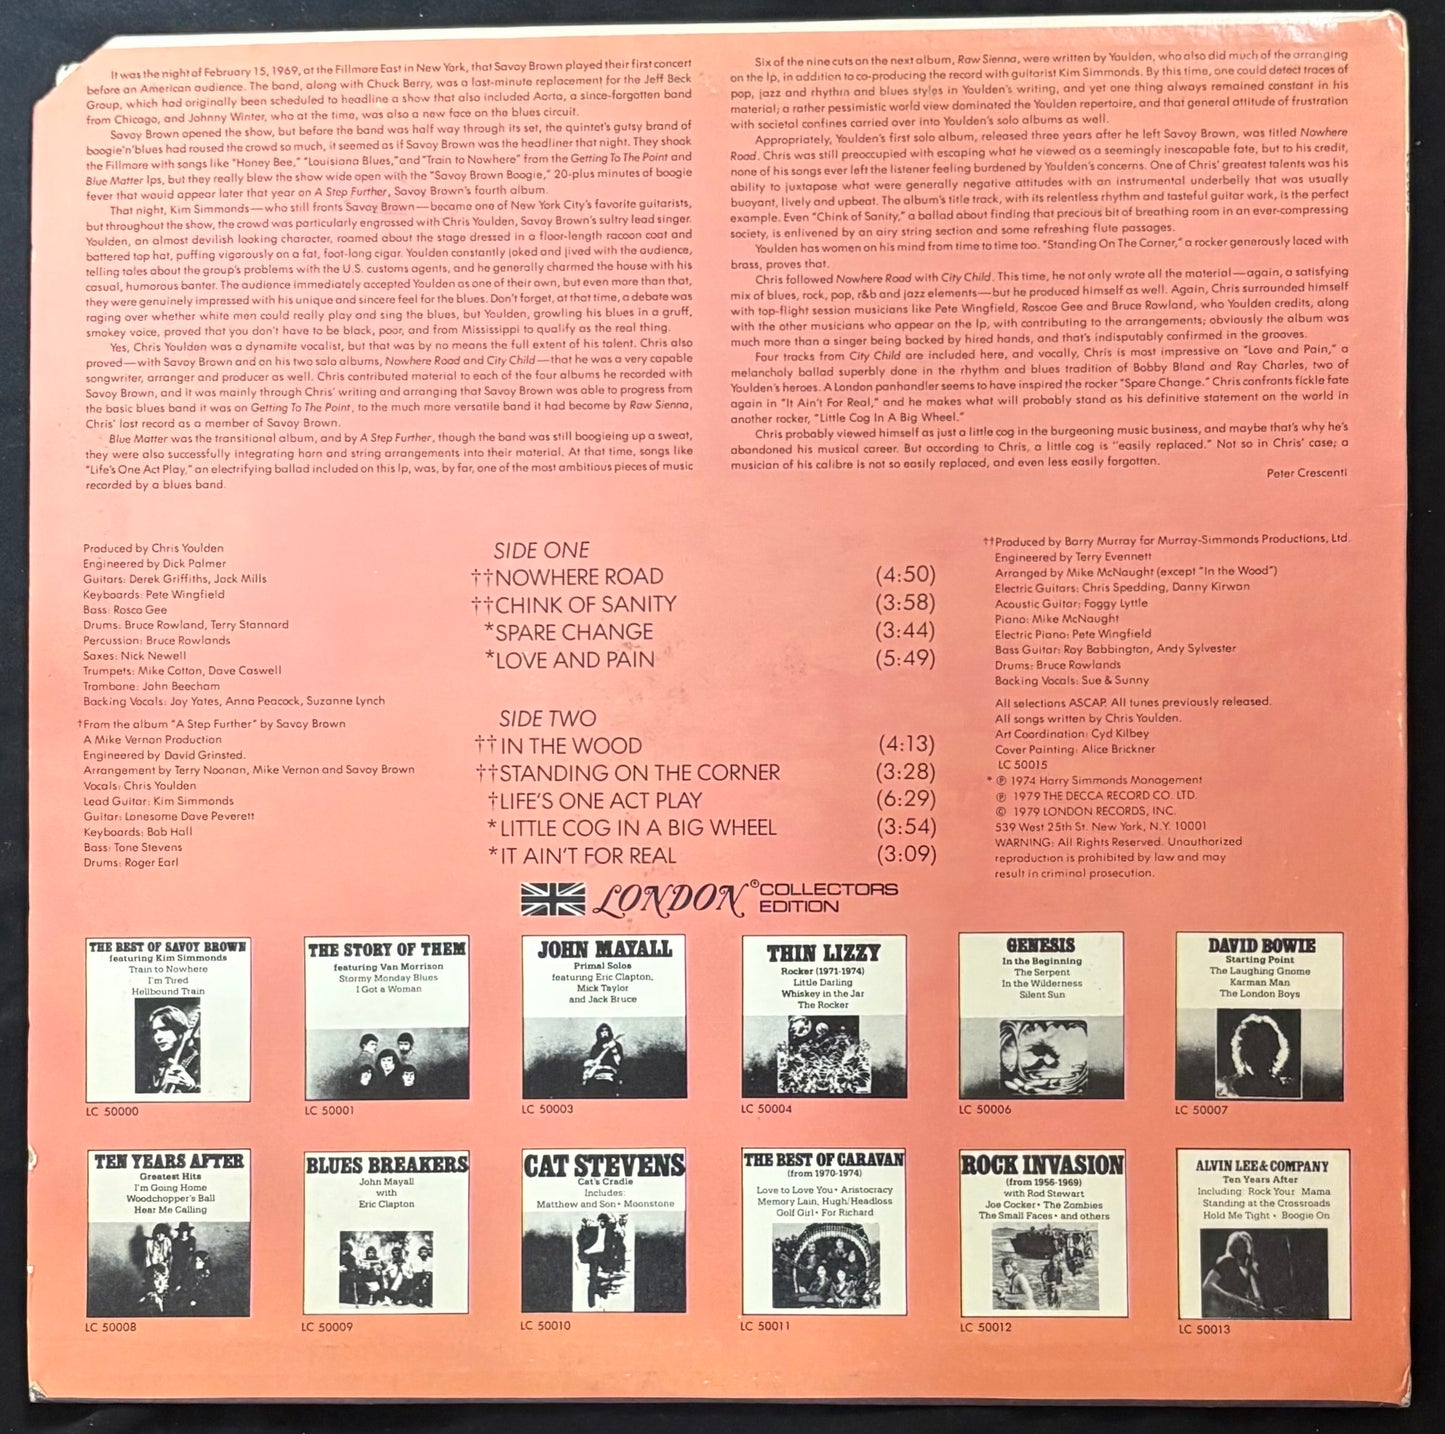 It was the night of February 15, 1969, at the Fillmore East in New York, that Savoy Brown played their first concert
before an American audience. The band, along with Chuck Berry, was a last-minute replacement for the Jeff Beck
Group, which had originally been scheduled to headline a show that also included Aorta, a since-forgotten band
from Chicago, and Johnny Winter, who at the time, was also a new face on the blues circuit.
Savoy Brown opened the show, but before the band was half way through its set, the quintet's gutsy brand of
boogie'n'blues had roused the crowd so much, it seemed as if Savoy Brown was the headliner that night. They shook
the Fillmore with songs like "Honey Bee," "Louisiana Blues," and "Train to Nowhere" from the Getting To The Point and
Blue Matter lps, but they really blew the show wide open with the "Savoy Brown Boogie," 20-plus minutes of boogie
fever that would appear later that year on A Step Further, Savoy Brown's fourth album.
That night, Kim Simmonds—who still fronts Savoy Brown—became one of New York City's favorite guitarists,
but throughout the show, the crowd was particularly engrossed with Chris Youlden, Savoy Brown's sultry lead singer.
Youlden, an almost devilish looking character, roamed about the stage dressed in a floor-length racoon coat and
battered top hat, puffing vigorously on a fat, foot-long cigar. Youlden constantly joked and jived with the audience,
telling tales about the group's problems with the U.S. customs agents, and he generally charmed the house with his
casual, humorous banter. The audience immediately accepted Youlden as one of their own, but even more than that,
they were genuinely impressed with his unique and sincere feel for the blues. Don't forget, at that time, a debate was
raging over whether white men could really play and sing the blues, but Youlden, growling his blues in a gruff,
smokey voice, proved that you don't have to be black, poor, and from Mississippi to qualify as the real thing.
Yes, Chris Youlden was a dynamite vocalist, but that was by no means the full extent of his talent. Chris also
proved—with Savoy Brown and on his two solo albums, Nowhere Road and City Child—that he was a very capable
songwriter, arranger and producer as well. Chris contributed material to each of the four albums he recorded with
Savoy Brown, and it was mainly through Chris' writing and arranging that Savoy Brown was able to progress from
the basic blues band it was on Getting To The Point, to the much more versatile band it had become by Raw Sienna,
Chris' last record as a member of Savoy Brown.
Blue Matter was the transitional album, and by A Step Further, though the band was still boogieing up a sweat,
they were also successfully integrating horn and string arrangements into their material. At that time, songs like
"Life's One Act Play," an electrifying ballad included on this lp, was, by far, one of the most ambitious pieces of music
recorded by a blues band.
Six of the nine cuts on the next album, Raw Sienna, were written by Youlden, who also did much of the arranging
on the lp, in addition to co-producing the record with guitarist Kim Simmonds. By this time, one could detect traces of
pop, jazz and rhythm and blues styles in Youlden's writing, and yet one thing always remained constant in his
material; a rather pessimistic world view dominated the Youlden repertoire, and that general attitude of frustration
with societal confines carried over into Youlden's solo albums as well.
Appropriately, Youlden's first solo album, released three years after he left Savoy Brown, was titled Nowhere
Road. Chris was still preoccupied with escaping what he viewed as a seemingly inescapable fate, but to his credit,
none of his songs ever left the listener feeling burdened by Youlden's concerns. One of Chris' greatest talents was his
ability to juxtapose what were generally negative attitudes with an instrumental underbelly that was usually
buoyant, lively and upbeat. The album's title track, with its relentless rhythm and tasteful guitar work, is the perfect
example. Even "Chink of Sanity," a ballad about finding that precious bit of breathing room in an ever-compressing
society, is enlivened by an airy string section and some refreshing flute passages.
Youlden has women on his mind from time to time too. "Standing On The Corner," a rocker generously laced with
brass, proves that.
Chris followed Nowhere Road with City Child. This time, he not only wrote all the material—again, a satisfying
mix of blues, rock, pop, r&b and jazz elements—but he produced himself as well. Again, Chris surrounded himself
with top-flight session musicians like Pete Wingfield, Roscoe Gee and Bruce Rowland, who Youlden credits, along
with the other musicians who appear on the lp, with contributing to the arrangements; obviously the album was
much more than a singer being backed by hired hands, and that's indisputably confirmed in the grooves.
Four tracks from City Child are included here, and vocally, Chris is most impressive on "Love and Pain," a
melancholy ballad superbly done in the rhythm and blues tradition of Bobby Bland and Ray Charles, two of
Youlden's heroes. A London panhandler seems to have inspired the rocker "Spare Change." Chris confronts fickle fate
again in "It Ain't For Real," and he makes what will probably stand as his definitive statement on the world in
another rocker, "Little Cog In A Big Wheel."
Chris probably viewed himself as just a little cog in the burgeoning music business, and maybe that's why he's
abandoned his musical career. But according to Chris, a little cog is "easily replaced." Not so in Chris' case; a
musician of his calibre is not so easily replaced, and even less easily forgotten.
Peter Crescenti
Produced by Chris Youlden
Engineered by Dick Palmer
Guitars: Derek Griffiths, Jack Mills
Keyboards: Pete Wingfield
Bass: Rosco Gee
Drums: Bruce Rowland, Terry Stannard
Percussion: Bruce Rowlands
Saxes: Nick Newell
Trumpets: Mike Cotton, Dave Caswell
Trombone: John Beecham
Backing Vocals: Joy Yates, Anna Peacock, Suzanne Lynch
†From the album "A Step Further" by Savoy Brown
A Mike Vernon Production
Engineered by David Grinsted.
Arrangement by Terry Noonan, Mike Vernon and Savoy Brown
Vocals: Chris Youlden
Lead Guitar: Kim Simmonds
Guitar: Lonesome Dave Peverett
Keyboards: Bob Hall
Bass: Tone Stevens
Drums: Roger Earl
SIDE ONE
††NOWHERE ROAD (4:50)
††CHINK OF SANITY (3:58)
*SPARE CHANGE (3:44)
*LOVE AND PAIN (5:49)
SIDE TWO
††IN THE WOOD (4:13)
††STANDING ON THE CORNER (3:28)
†LIFE'S ONE ACT PLAY (6:29)
*LITTLE COG IN A BIG WHEEL (3:54)
*IT AIN'T FOR REAL (3:09)
††Produced by Barry Murray for Murray-Simmonds Productions, Ltd.
Engineered by Terry Evennett
Arranged by Mike McNaught (except "In the Wood")
Electric Guitars: Chris Spedding, Danny Kirwan
Acoustic Guitar: Foggy Lyttle
Piano: Mike McNaught
Electric Piano: Pete Wingfield
Bass Guitar: Roy Babbington, Andy Sylvester
Drums: Bruce Rowlands
Backing Vocals: Sue & Sunny
All selections ASCAP. All tunes previously released.
All songs written by Chris Youlden.
Art Coordination: Cyd Kilbey
Cover Painting: Alice Brickner
LC 50015
* ℗ 1974 Harry Simmonds Management
℗ 1979 THE DECCA RECORD CO. LTD.
© 1979 LONDON RECORDS, INC.
539 West 25th St. New York, N.Y. 10001
WARNING: All Rights Reserved. Unauthorized
reproduction is prohibited by law and may
result in criminal prosecution.
LONDON® COLLECTORS
EDITION
THE BEST OF SAVOY BROWN
featuring Kim Simmonds
Train to Nowhere
I'm Tired
Hellbound Train
LC 50000
THE STORY OF THEM
featuring Van Morrison
Stormy Monday Blues
I Got a Woman
LC 50001
JOHN MAYALL
Primal Solos
featuring Eric Clapton,
Mick Taylor
and Jack Bruce
LC 50003
THIN LIZZY
Rocker (1971-1974)
Little Darling
Whiskey in the Jar
The Rocker
LC 50004
GENESIS
In the Beginning
The Serpent
In the Wilderness
Silent Sun
LC 50006
DAVID BOWIE
Starting Point
The Laughing Gnome
Karman Man
The London Boys
LC 50007
TEN YEARS AFTER
Greatest Hits
I'm Going Home
Woodchopper's Ball
Hear Me Calling
LC 50008
BLUES BREAKERS
John Mayall
with
Eric Clapton
LC 50009
CAT STEVENS
Cat's Cradle
Includes:
Matthew and Son • Moonstone
LC 50010
THE BEST OF CARAVAN
(from 1970-1974)
Love to Love You • Aristocracy
Memory Lain, Hugh/Headloss
Golf Girl • For Richard
LC 50011
ROCK INVASION
(from 1956-1969)
with Rod Stewart
Joe Cocker • The Zombies
The Small Faces • and others
LC 50012
ALVIN LEE & COMPANY
Ten Years After
Including: Rock Your Mama
Standing at the Crossroads
Hold Me Tight • Boogie On
LC 50013